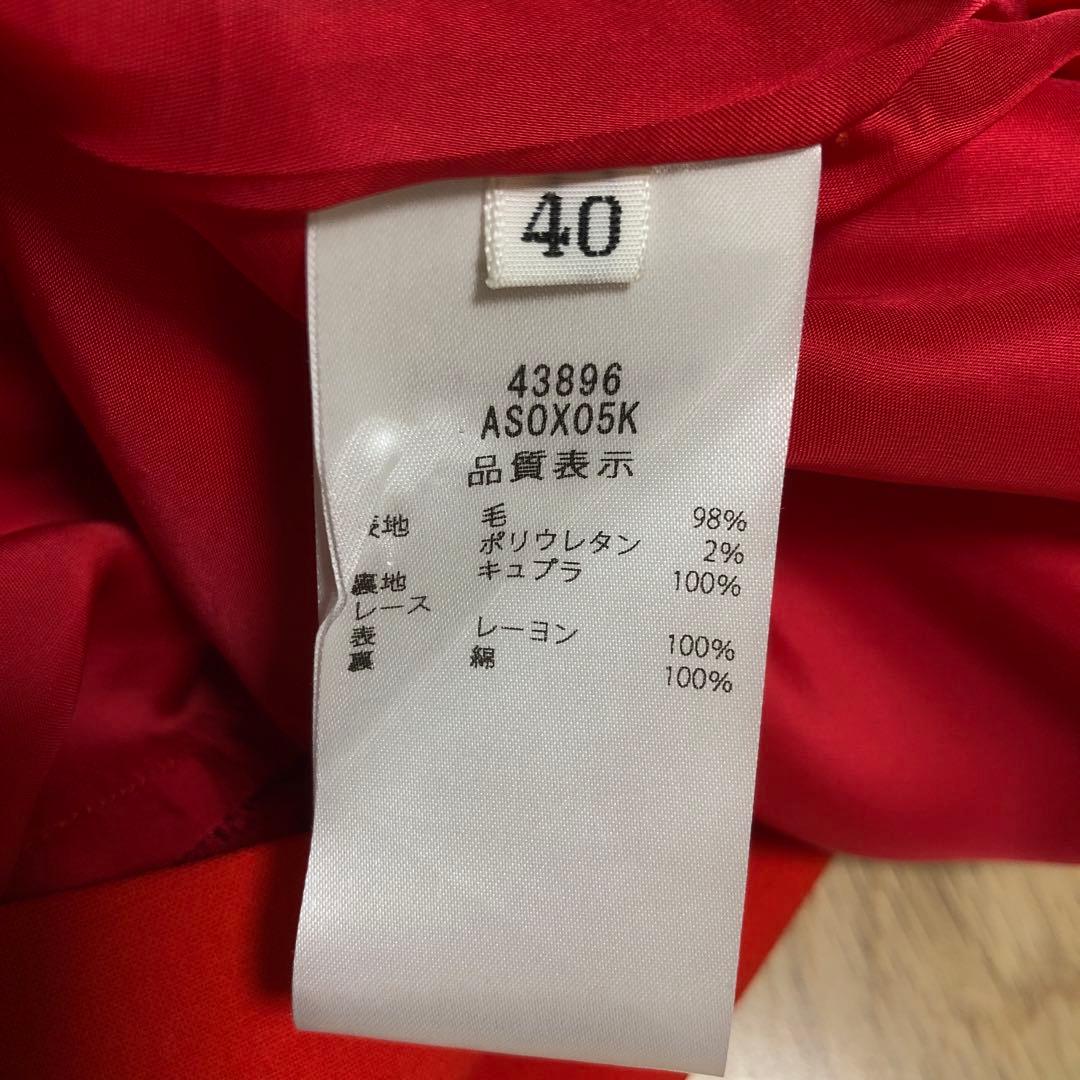 40
43896
ASOX05K
品質表示
表地 毛 98%
ポリウレタン 2%
裏地 キュプラ 100%
レース
表 レーヨン 100%
裏 綿 100%